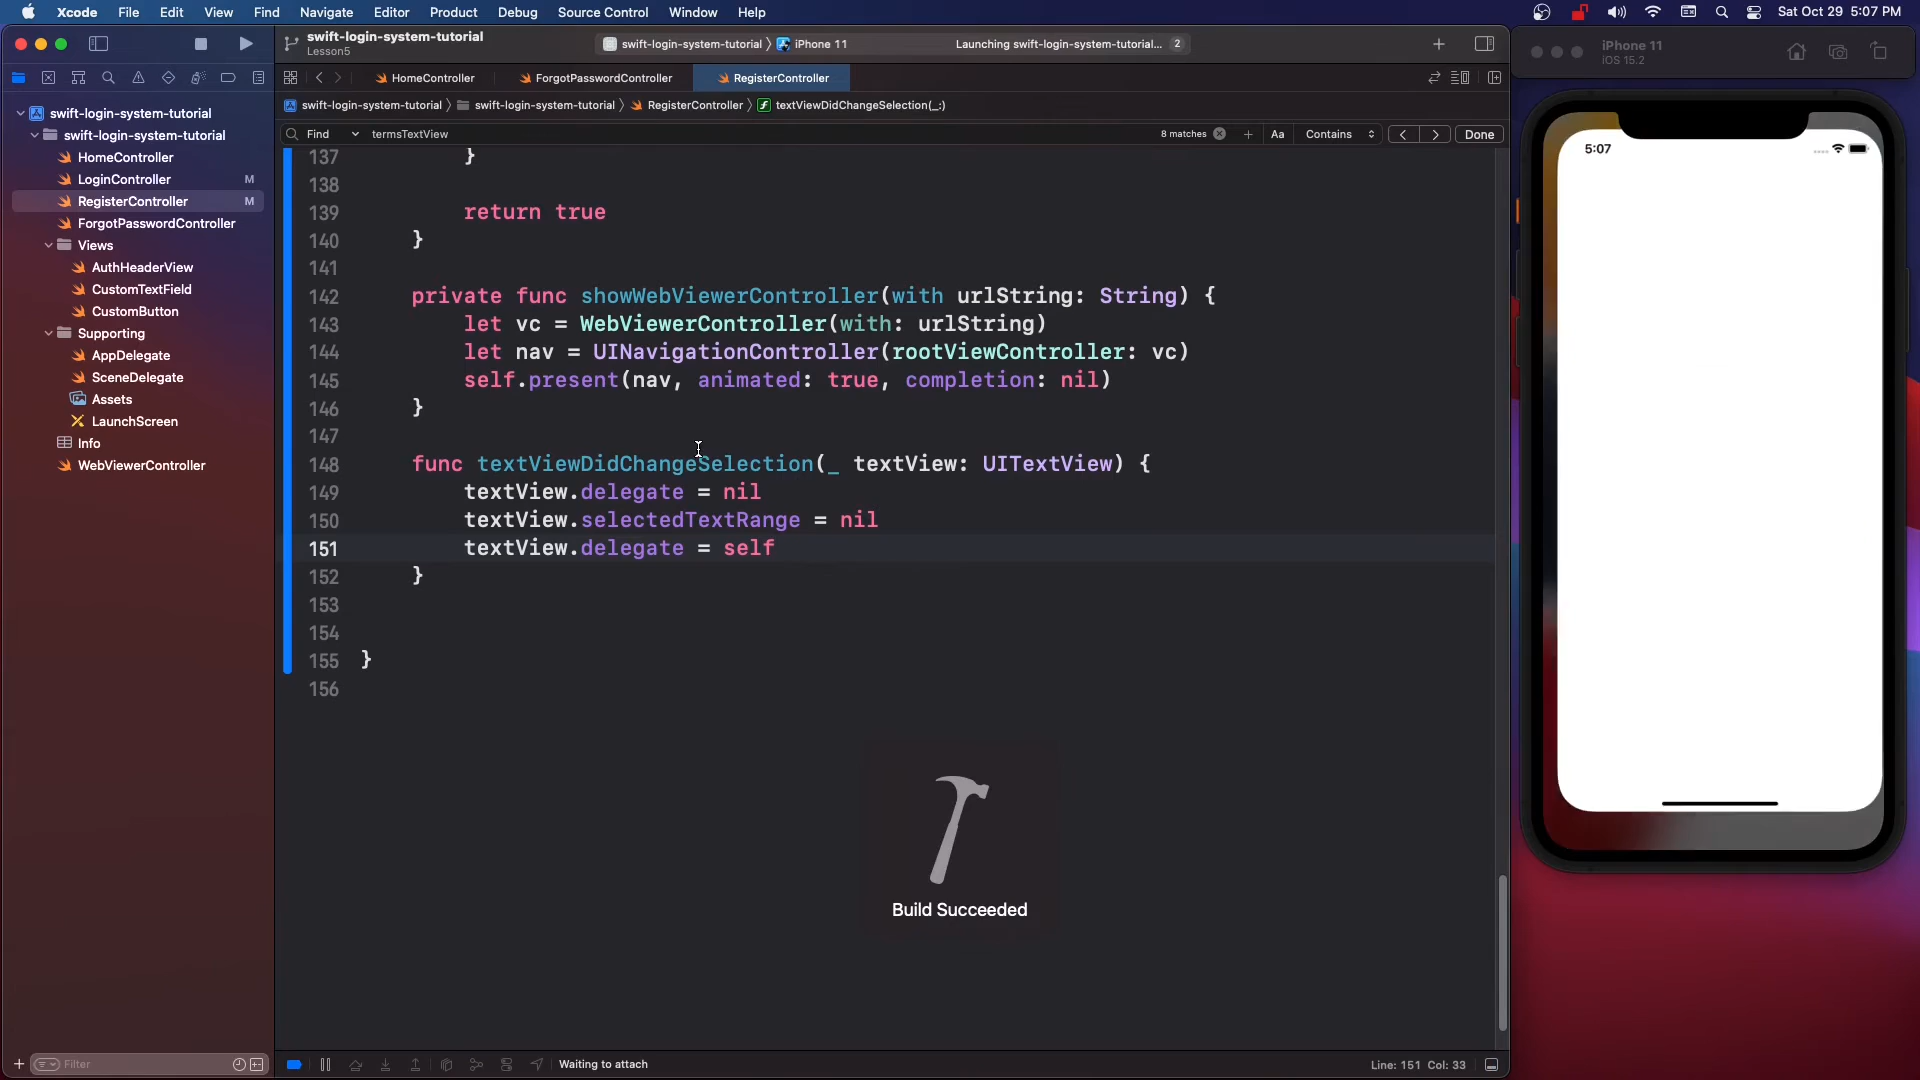 Xcode File Edit View Find Navigate Editor Product Debug Source Control Window Help
Sat Oct 29 5:07 PM
swift-login-system-tutorial
Lesson5
swift-login-system-tutorial iPhone 11
Launching swift-login-system-tutorial... 2
iPhone 11
iOS 15.2
HomeController ForgotPasswordController RegisterController
swift-login-system-tutorial swift-login-system-tutorial RegisterController textViewDidChangeSelection(_:)
Find termsTextView 8 matches Aa Contains Done
swift-login-system-tutorial
swift-login-system-tutorial
HomeController
LoginController M
RegisterController M
ForgotPasswordController
Views
AuthHeaderView
CustomTextField
CustomButton
Supporting
AppDelegate
SceneDelegate
Assets
LaunchScreen
Info
WebViewerController
Filter
137 }
138
139 return true
140 }
141
142 private func showWebViewerController(with urlString: String) {
143 let vc = WebViewerController(with: urlString)
144 let nav = UINavigationController(rootViewController: vc)
145 self.present(nav, animated: true, completion: nil)
146 }
147
148 func textViewDidChangeSelection(_ textView: UITextView) {
149 textView.delegate = nil
150 textView.selectedTextRange = nil
151 textView.delegate = self
152 }
153
154
155 }
156
Build Succeeded
Waiting to attach
Line: 151 Col: 33
5:07